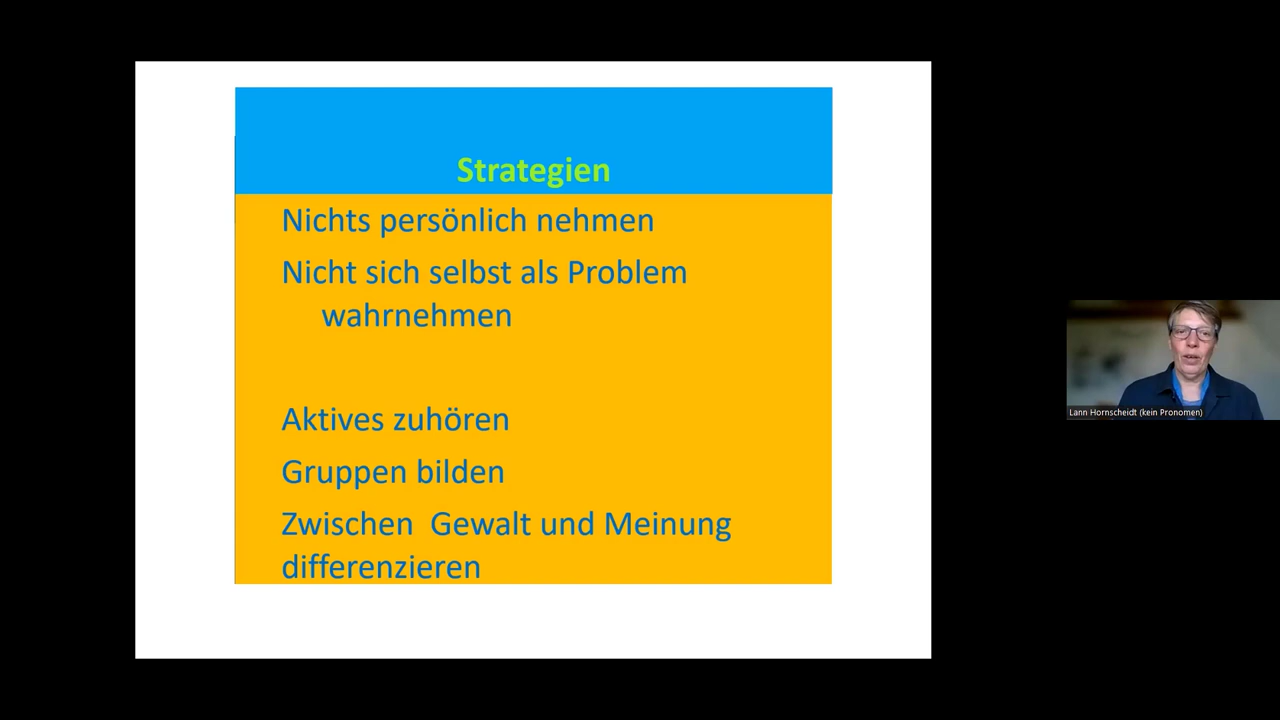 Strategien
Nichts persönlich nehmen
Nicht sich selbst als Problem
wahrnehmen
Aktives zuhören
Gruppen bilden
Zwischen  Gewalt und Meinung
differenzieren
Lann Hornscheidt (kein Pronomen)